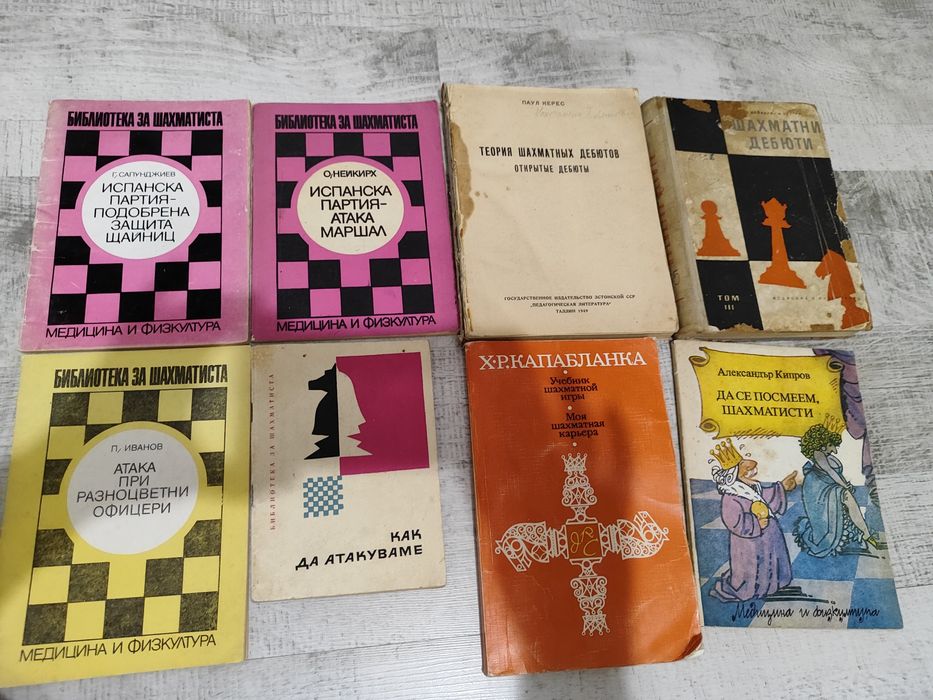 БИБЛИОТЕКА ЗА ШАХМАТИСТА
Г. САПУНДЖИЕВ
ИСПАНСКА
ПАРТИЯ-
ПОДОБРЕНА
ЗАЩИТА
ЩАЙНИЦ
МЕДИЦИНА И ФИЗКУЛТУРА
БИБЛИОТЕКА ЗА ШАХМАТИСТА
О. НЕЙКИРХ
ИСПАНСКА
ПАРТИЯ-
АТАКА
МАРШАЛ
МЕДИЦИНА И ФИЗКУЛТУРА
ПАУЛ КЕРЕС
ТЕОРИЯ ШАХМАТНЫХ ДЕБЮТОВ
ОТКРЫТЫЕ ДЕБЮТЫ
ГОСУДАРСТВЕННОЕ ИЗДАТЕЛЬСТВО ЭСТОНСКОЙ ССР
"ПЕДАГОГИЧЕСКАЯ ЛИТЕРАТУРА"
ТАЛЛИН 1949
ШАХМАТНИ
ДЕБЮТИ
ТОМ
III
БИБЛИОТЕКА ЗА ШАХМАТИСТА
П. ИВАНОВ
АТАКА
ПРИ
РАЗНОЦВЕТНИ
ОФИЦЕРИ
МЕДИЦИНА И ФИЗКУЛТУРА
БИБЛИОТЕКА ЗА ШАХМАТИСТА
КАК
ДА АТАКУВАМЕ
Х·Р·КАПАБЛАНКА
Учебник
шахматной
игры
Моя
шахматная
карьера
Александър Кипров
ДА СЕ ПОСМЕЕМ,
ШАХМАТИСТИ
Медицина и физкултура